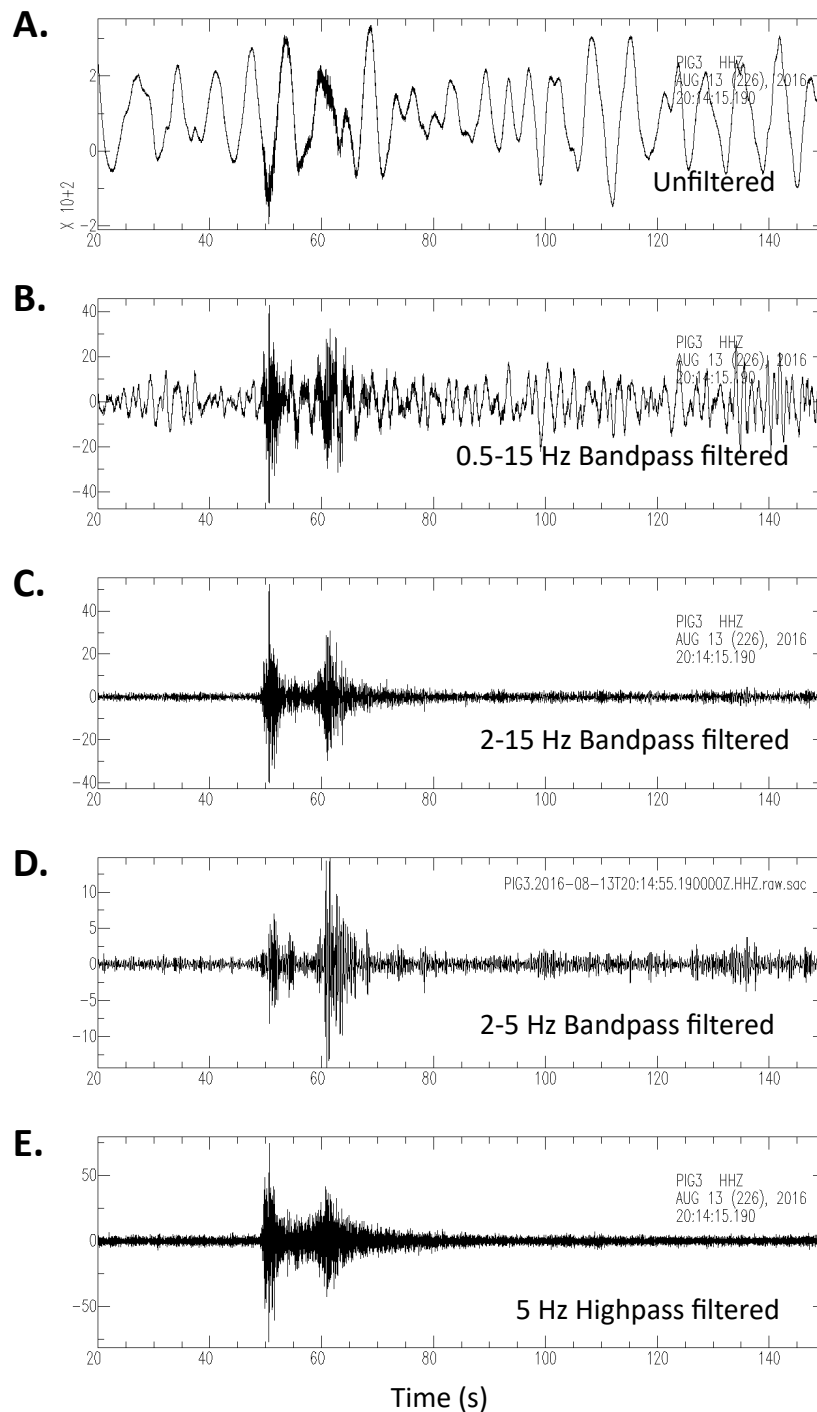 A.
2
0
-2
X 10+2
PIG3 HHZ
AUG 13 (226), 2016
20:14:15.190
Unfiltered
20 40 60 80 100 120 140
B.
40
20
0
-20
-40
PIG3 HHZ
AUG 13 (226), 2016
20:14:15.190
0.5-15 Hz Bandpass filtered
20 40 60 80 100 120 140
C.
40
20
0
-20
-40
PIG3 HHZ
AUG 13 (226), 2016
20:14:15.190
2-15 Hz Bandpass filtered
20 40 60 80 100 120 140
D.
10
5
0
-5
-10
PIG3.2016-08-13T20:14:55.190000Z.HHZ.raw.sac
2-5 Hz Bandpass filtered
20 40 60 80 100 120 140
E.
50
0
-50
PIG3 HHZ
AUG 13 (226), 2016
20:14:15.190
5 Hz Highpass filtered
20 40 60 80 100 120 140
Time (s)